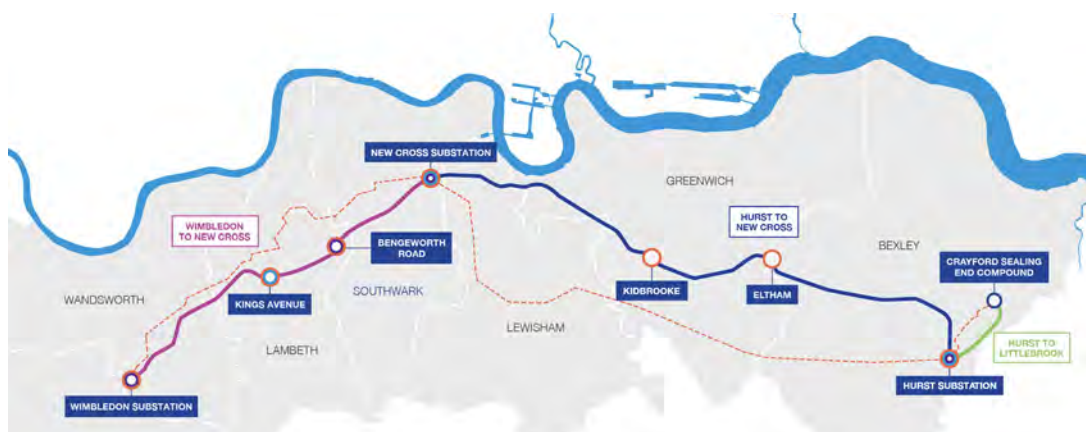 NEW CROSS SUBSTATION
GREENWICH
WIMBLEDON
TO NEW CROSS
HURST TO
NEW CROSS
BENGEWORTH
ROAD
BEXLEY
CRAYFORD SEALING
END COMPOUND
WANDSWORTH
KINGS AVENUE
SOUTHWARK
KIDBROOKE
ELTHAM
LEWISHAM
LAMBETH
HURST TO
LITTLEBROOK
WIMBLEDON SUBSTATION
HURST SUBSTATION